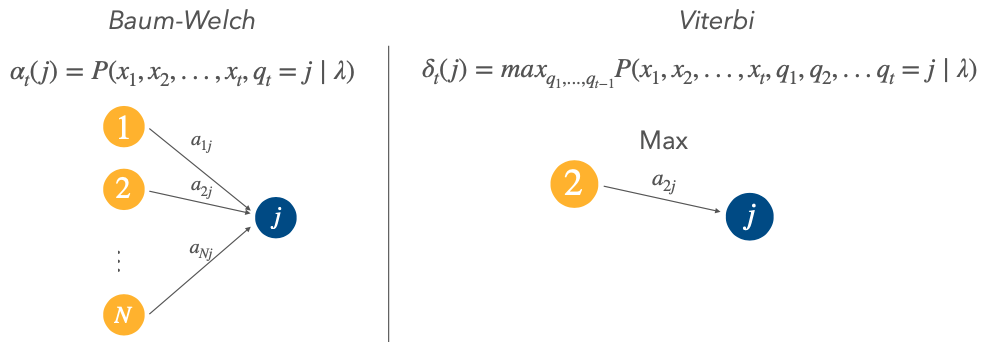 Baum-Welch
α_t(j) = P(x_1, x_2, . . . , x_t, q_t = j | λ)
1
a_{1j}
2
a_{2j}
j
⋮
a_{Nj}
N
Viterbi
δ_t(j) = max_{q_1,...,q_{t−1}} P(x_1, x_2, . . . , x_t, q_1, q_2, . . . q_t = j | λ)
Max
2
a_{2j}
j